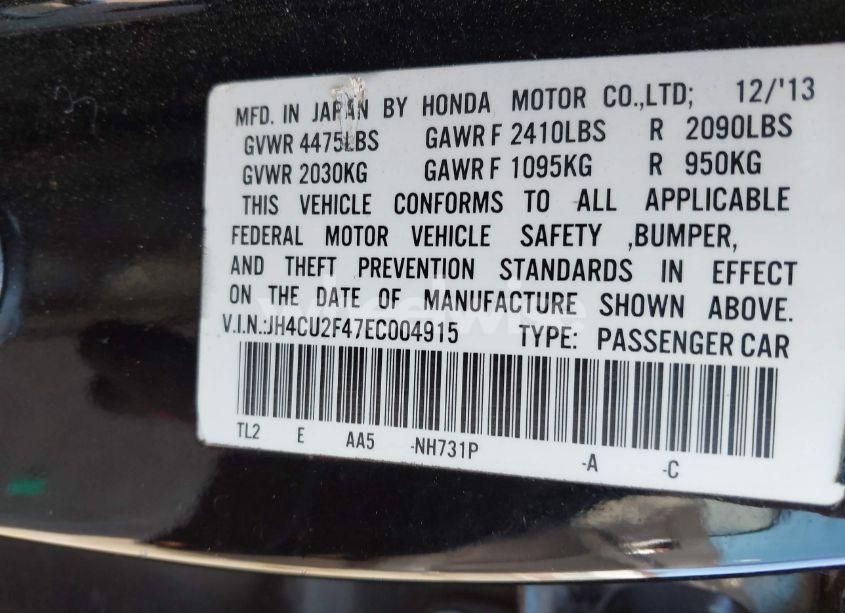 MFD. IN JAPAN BY HONDA MOTOR CO.,LTD; 12/'13
GVWR 4475LBS GAWR F 2410LBS R 2090LBS
GVWR 2030KG GAWR F 1095KG R 950KG
THIS VEHICLE CONFORMS TO ALL APPLICABLE
FEDERAL MOTOR VEHICLE SAFETY ,BUMPER,
AND THEFT PREVENTION STANDARDS IN EFFECT
ON THE DATE OF MANUFACTURE SHOWN ABOVE.
V.I.N.:JH4CU2F47EC004915 TYPE: PASSENGER CAR
TL2 E AA5 -NH731P -A -C